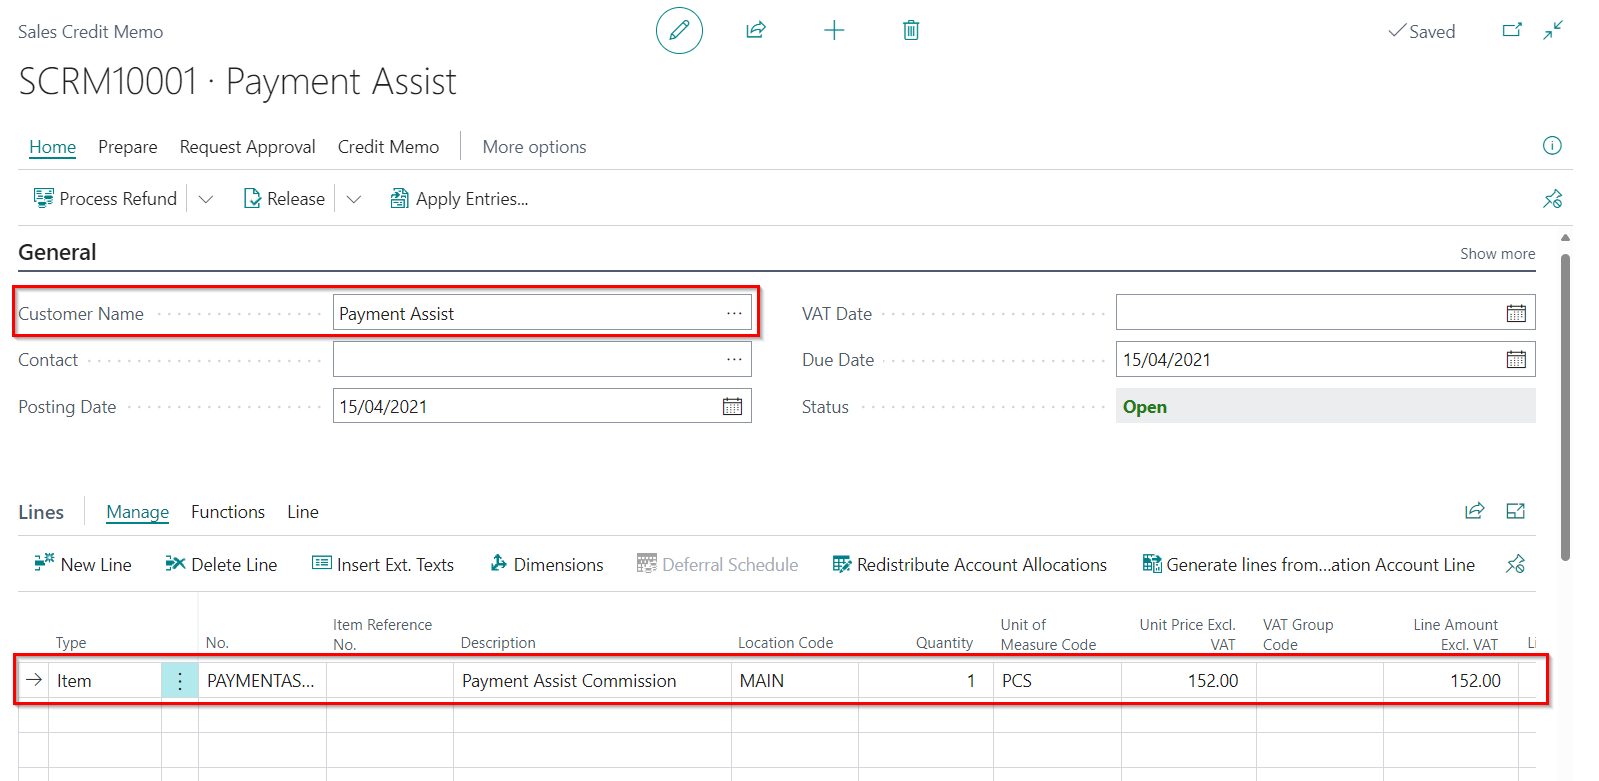 Sales Credit Memo
Saved
SCRM10001 · Payment Assist
Home Prepare Request Approval Credit Memo More options
Process Refund Release Apply Entries...
General Show more
Customer Name Payment Assist ... VAT Date
Contact ... Due Date 15/04/2021
Posting Date 15/04/2021 Status Open
Lines Manage Functions Line
New Line Delete Line Insert Ext. Texts Dimensions Deferral Schedule Redistribute Account Allocations Generate lines from...ation Account Line
Item Reference Unit of Unit Price Excl. VAT Group Line Amount
Type No. No. Description Location Code Quantity Measure Code VAT Code Excl. VAT Li
Item PAYMENTAS... Payment Assist Commission MAIN 1 PCS 152.00 152.00